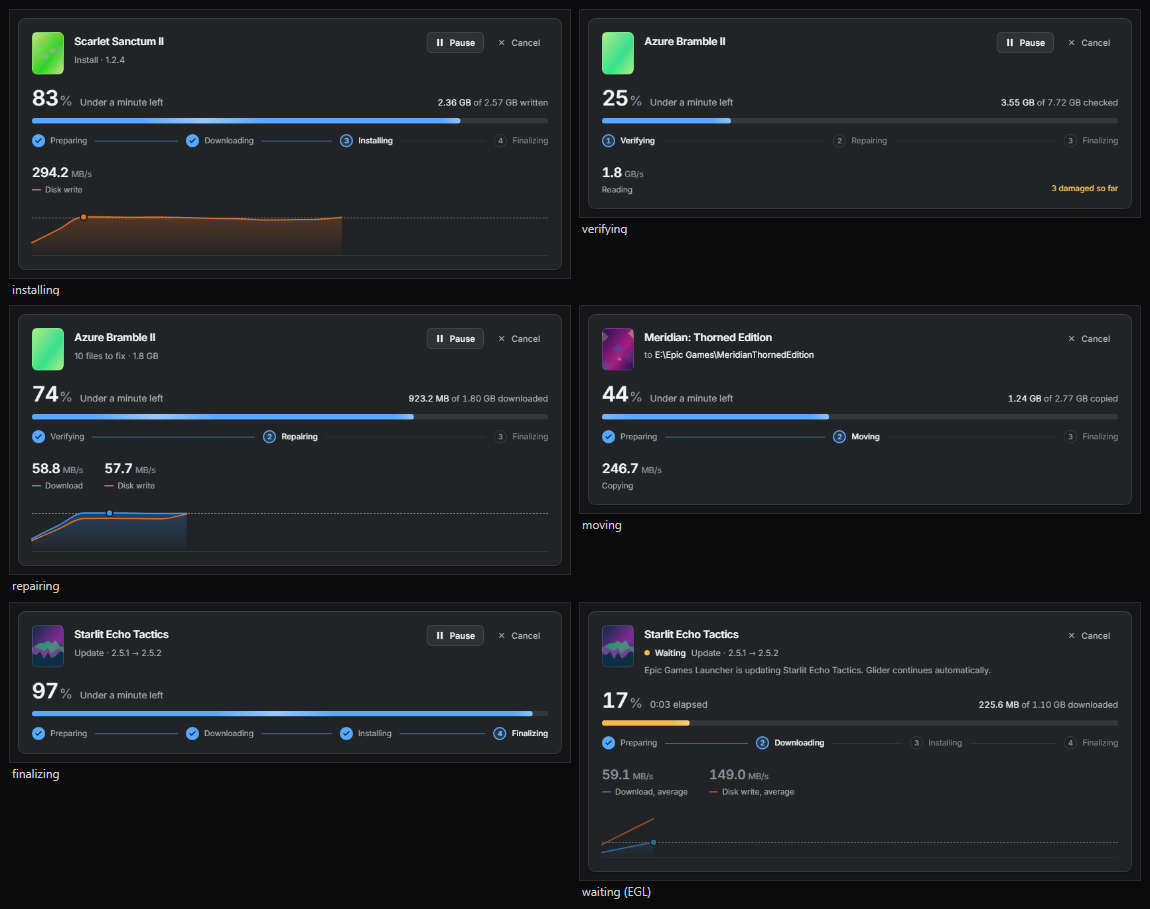 Scarlet Sanctum II
Pause
Cancel
Install · 1.2.4
83% Under a minute left
2.36 GB of 2.57 GB written
Preparing
Downloading
3 Installing
4 Finalizing
294.2 MB/s
Disk write
installing
Azure Bramble II
Pause
Cancel
25% Under a minute left
3.55 GB of 7.72 GB checked
1 Verifying
2 Repairing
3 Finalizing
1.8 GB/s
Reading
3 damaged so far
verifying
Azure Bramble II
Pause
Cancel
10 files to fix · 1.8 GB
74% Under a minute left
923.2 MB of 1.80 GB downloaded
Verifying
2 Repairing
3 Finalizing
58.8 MB/s
57.7 MB/s
Download
Disk write
repairing
Meridian: Thorned Edition
Cancel
to E:\Epic Games\MeridianThornedEdition
44% Under a minute left
1.24 GB of 2.77 GB copied
Preparing
2 Moving
3 Finalizing
246.7 MB/s
Copying
moving
Starlit Echo Tactics
Pause
Cancel
Update · 2.5.1 → 2.5.2
97% Under a minute left
Preparing
Downloading
Installing
4 Finalizing
finalizing
Starlit Echo Tactics
Cancel
Waiting Update · 2.5.1 → 2.5.2
Epic Games Launcher is updating Starlit Echo Tactics. Glider continues automatically.
17% 0:03 elapsed
225.6 MB of 1.10 GB downloaded
Preparing
2 Downloading
3 Installing
4 Finalizing
59.1 MB/s
149.0 MB/s
Download, average
Disk write, average
waiting (EGL)